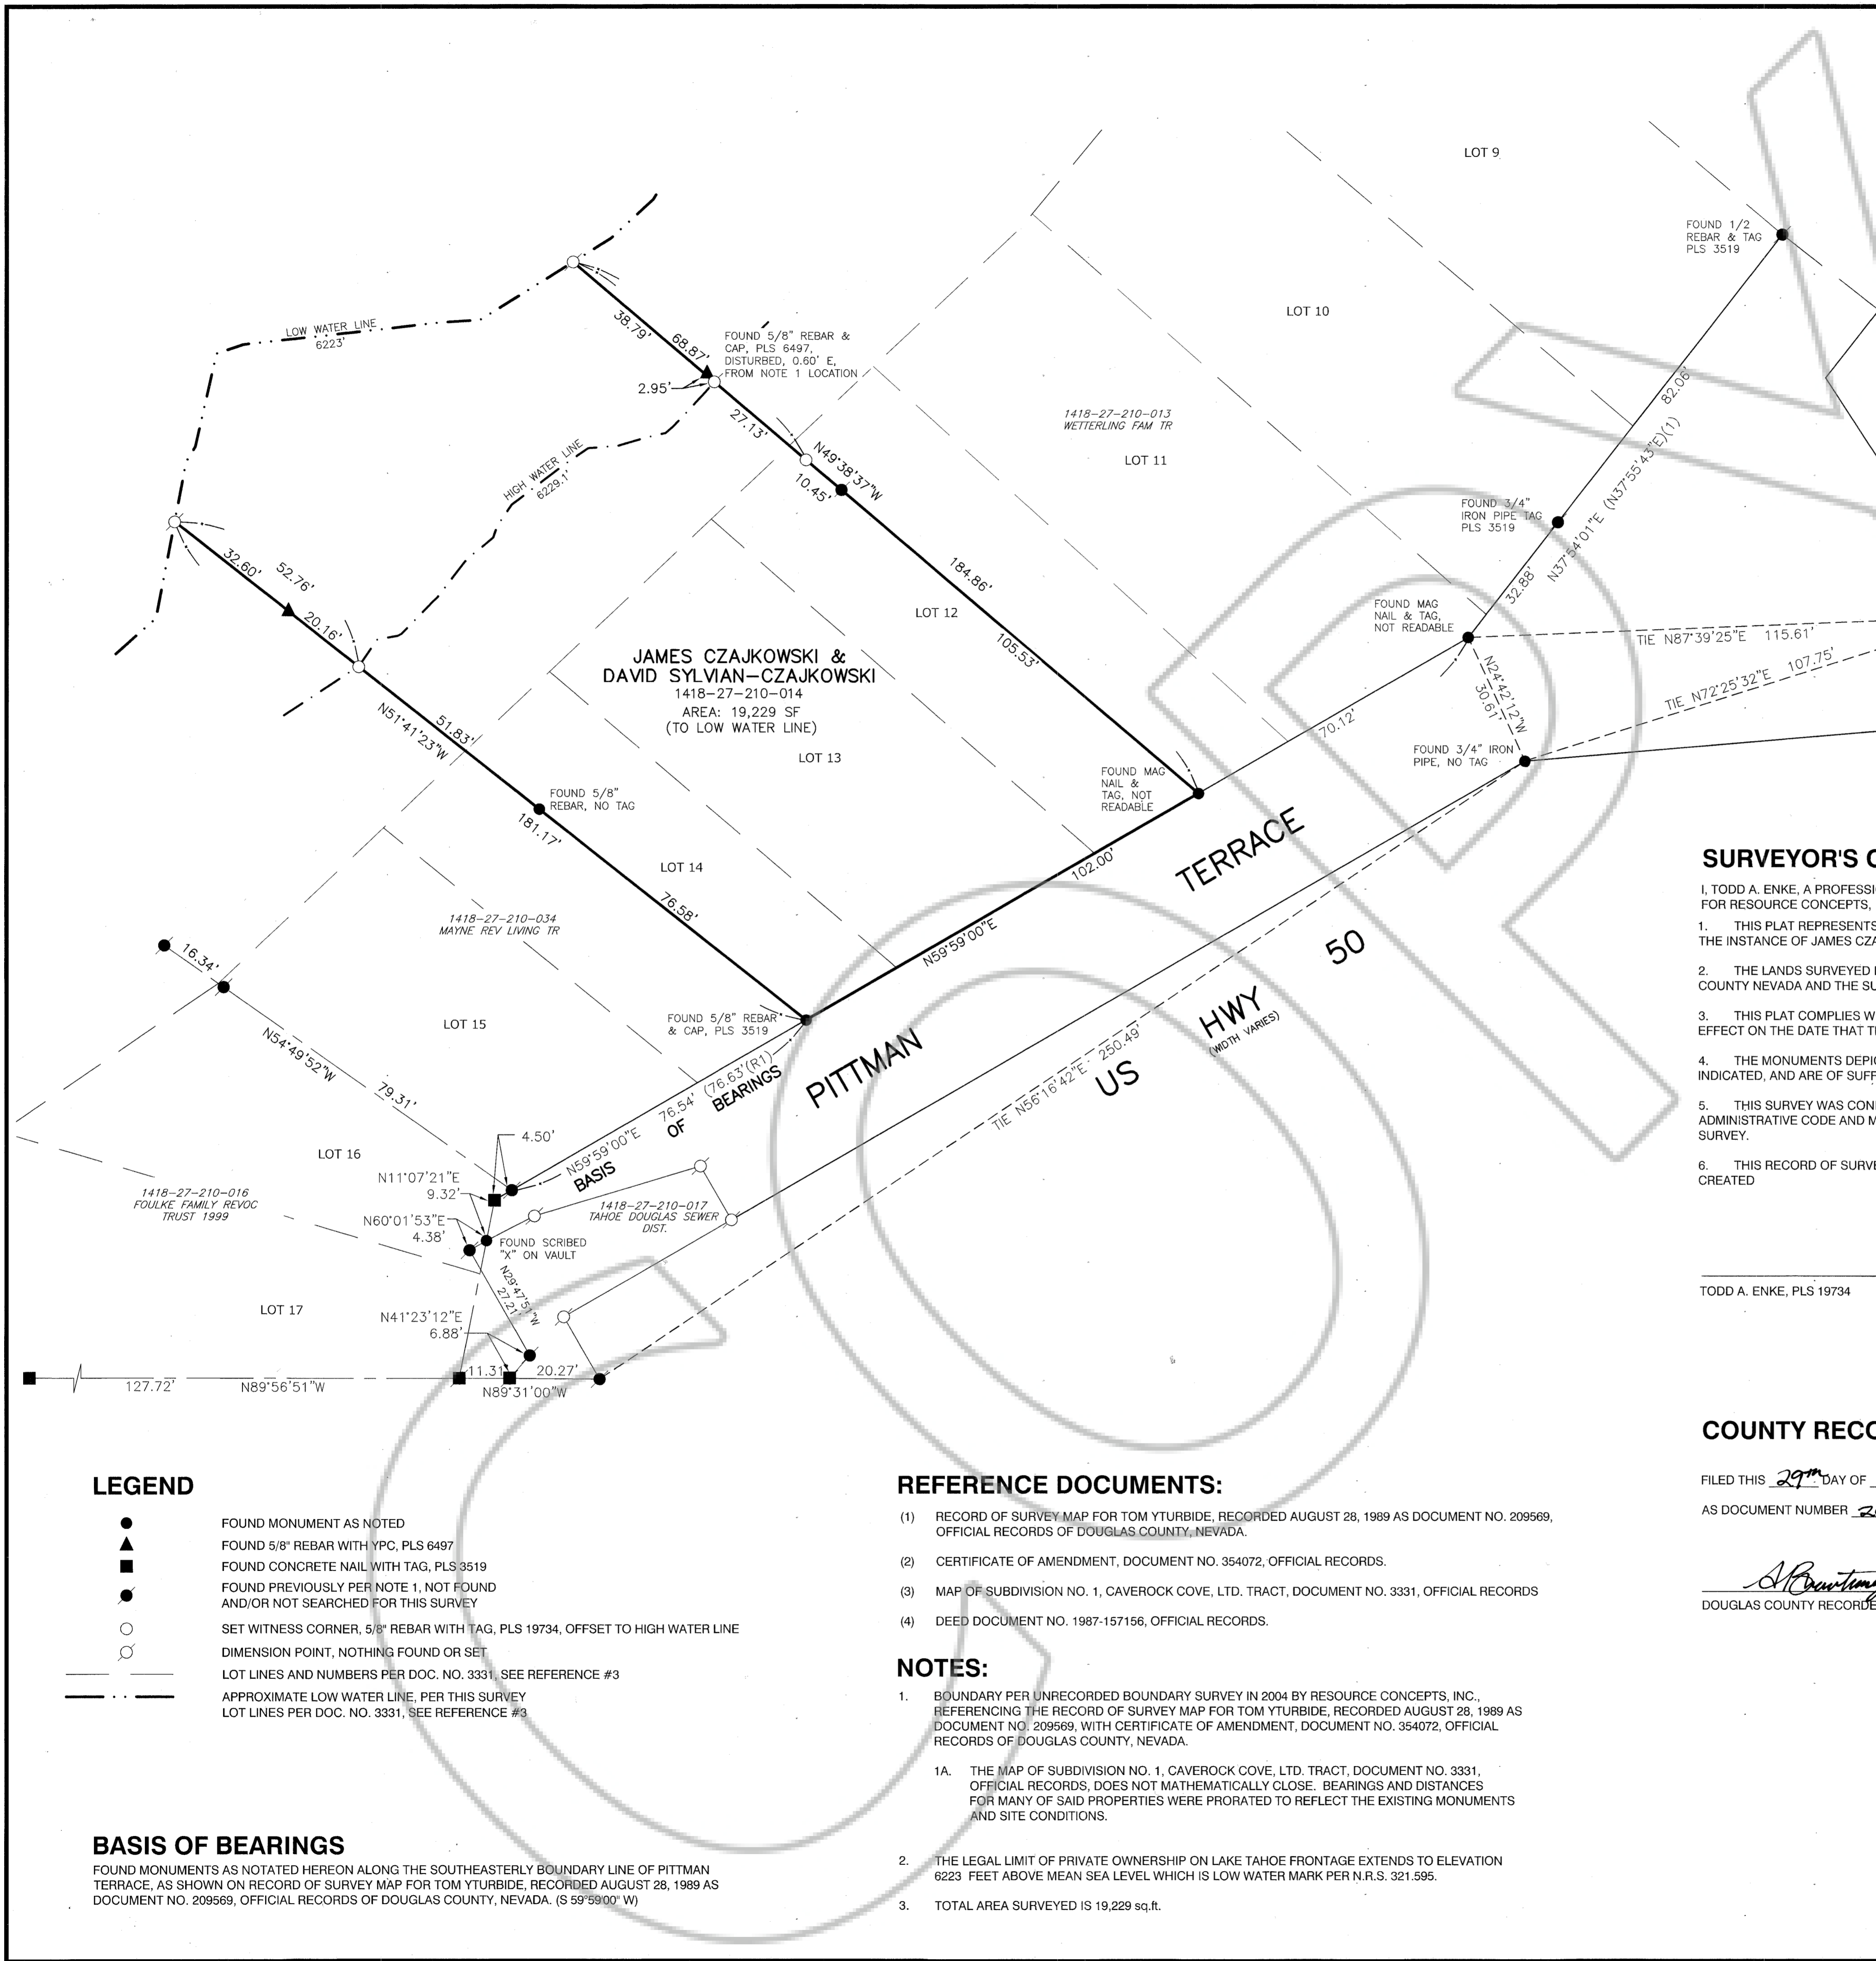 LOT 9
FOUND 1/2
REBAR & TAG
PLS 3519
LOT 10
LOW WATER LINE
6223'
38.79'
68.87'
FOUND 5/8" REBAR &
CAP, PLS 6497,
DISTURBED, 0.60' E,
FROM NOTE 1 LOCATION
2.95'
27.13'
N49°38'37"W
10.45'
HIGH WATER LINE
6229.1'
1418-27-210-013
WETTERLING FAM TR
LOT 11
82.06'
N37°54'01"E (N37°55'43"E)(1)
FOUND 3/4"
IRON PIPE TAG
PLS 3519
32.88'
184.86'
32.60'
52.76'
20.16'
LOT 12
105.53'
FOUND MAG
NAIL & TAG,
NOT READABLE
TIE N87°39'25"E 115.61'
N24°42'12"W
30.61'
TIE N72°25'32"E 107.75'
JAMES CZAJKOWSKI &
DAVID SYLVIAN-CZAJKOWSKI
1418-27-210-014
AREA: 19,229 SF
(TO LOW WATER LINE)
51.83'
N51°41'23"W
LOT 13
70.12'
FOUND 3/4" IRON
PIPE, NO TAG
FOUND MAG
NAIL &
TAG, NOT
READABLE
FOUND 5/8"
REBAR, NO TAG
181.17'
LOT 14
76.58'
102.00'
N59°59'00"E
PITTMAN TERRACE
US HWY 50
(WIDTH VARIES)
1418-27-210-034
MAYNE REV LIVING TR
16.34'
LOT 15
FOUND 5/8" REBAR
& CAP, PLS 3519
N54°49'52"W
79.31'
N59°59'00"E 76.54' (76.63'(R1)
BASIS OF BEARINGS
TIE N56°16'42"E 250.49'
LOT 16
4.50'
N11°07'21"E
9.32'
1418-27-210-016
FOULKE FAMILY REVOC
TRUST 1999
1418-27-210-017
TAHOE DOUGLAS SEWER
DIST.
N60°01'53"E
4.38'
FOUND SCRIBED
"X" ON VAULT
N29°47'51"W
27.21'
LOT 17
N41°23'12"E
6.88'
127.72'
N89°56'51"W
11.31'
20.27'
N89°31'00"W
SURVEYOR'S C
I, TODD A. ENKE, A PROFESSI
FOR RESOURCE CONCEPTS,
1. THIS PLAT REPRESENTS
THE INSTANCE OF JAMES CZA
2. THE LANDS SURVEYED
COUNTY NEVADA AND THE SU
3. THIS PLAT COMPLIES W
EFFECT ON THE DATE THAT T
4. THE MONUMENTS DEPI
INDICATED, AND ARE OF SUFF
5. THIS SURVEY WAS CON
ADMINISTRATIVE CODE AND M
SURVEY.
6. THIS RECORD OF SURVE
CREATED
TODD A. ENKE, PLS 19734
COUNTY RECO
FILED THIS 29th DAY OF
AS DOCUMENT NUMBER 2
DOUGLAS COUNTY RECORDE
LEGEND
FOUND MONUMENT AS NOTED
FOUND 5/8" REBAR WITH YPC, PLS 6497
FOUND CONCRETE NAIL WITH TAG, PLS 3519
FOUND PREVIOUSLY PER NOTE 1, NOT FOUND
AND/OR NOT SEARCHED FOR THIS SURVEY
SET WITNESS CORNER, 5/8" REBAR WITH TAG, PLS 19734, OFFSET TO HIGH WATER LINE
DIMENSION POINT, NOTHING FOUND OR SET
LOT LINES AND NUMBERS PER DOC. NO. 3331, SEE REFERENCE #3
APPROXIMATE LOW WATER LINE, PER THIS SURVEY
LOT LINES PER DOC. NO. 3331, SEE REFERENCE #3
BASIS OF BEARINGS
FOUND MONUMENTS AS NOTATED HEREON ALONG THE SOUTHEASTERLY BOUNDARY LINE OF PITTMAN
TERRACE, AS SHOWN ON RECORD OF SURVEY MAP FOR TOM YTURBIDE, RECORDED AUGUST 28, 1989 AS
DOCUMENT NO. 209569, OFFICIAL RECORDS OF DOUGLAS COUNTY, NEVADA. (S 59°59'00" W)
REFERENCE DOCUMENTS:
(1) RECORD OF SURVEY MAP FOR TOM YTURBIDE, RECORDED AUGUST 28, 1989 AS DOCUMENT NO. 209569,
OFFICIAL RECORDS OF DOUGLAS COUNTY, NEVADA.
(2) CERTIFICATE OF AMENDMENT, DOCUMENT NO. 354072, OFFICIAL RECORDS.
(3) MAP OF SUBDIVISION NO. 1, CAVEROCK COVE, LTD. TRACT, DOCUMENT NO. 3331, OFFICIAL RECORDS
(4) DEED DOCUMENT NO. 1987-157156, OFFICIAL RECORDS.
NOTES:
1. BOUNDARY PER UNRECORDED BOUNDARY SURVEY IN 2004 BY RESOURCE CONCEPTS, INC.,
REFERENCING THE RECORD OF SURVEY MAP FOR TOM YTURBIDE, RECORDED AUGUST 28, 1989 AS
DOCUMENT NO. 209569, WITH CERTIFICATE OF AMENDMENT, DOCUMENT NO. 354072, OFFICIAL
RECORDS OF DOUGLAS COUNTY, NEVADA.
1A. THE MAP OF SUBDIVISION NO. 1, CAVEROCK COVE, LTD. TRACT, DOCUMENT NO. 3331,
OFFICIAL RECORDS, DOES NOT MATHEMATICALLY CLOSE. BEARINGS AND DISTANCES
FOR MANY OF SAID PROPERTIES WERE PRORATED TO REFLECT THE EXISTING MONUMENTS
AND SITE CONDITIONS.
2. THE LEGAL LIMIT OF PRIVATE OWNERSHIP ON LAKE TAHOE FRONTAGE EXTENDS TO ELEVATION
6223 FEET ABOVE MEAN SEA LEVEL WHICH IS LOW WATER MARK PER N.R.S. 321.595.
3. TOTAL AREA SURVEYED IS 19,229 sq.ft.
COPY